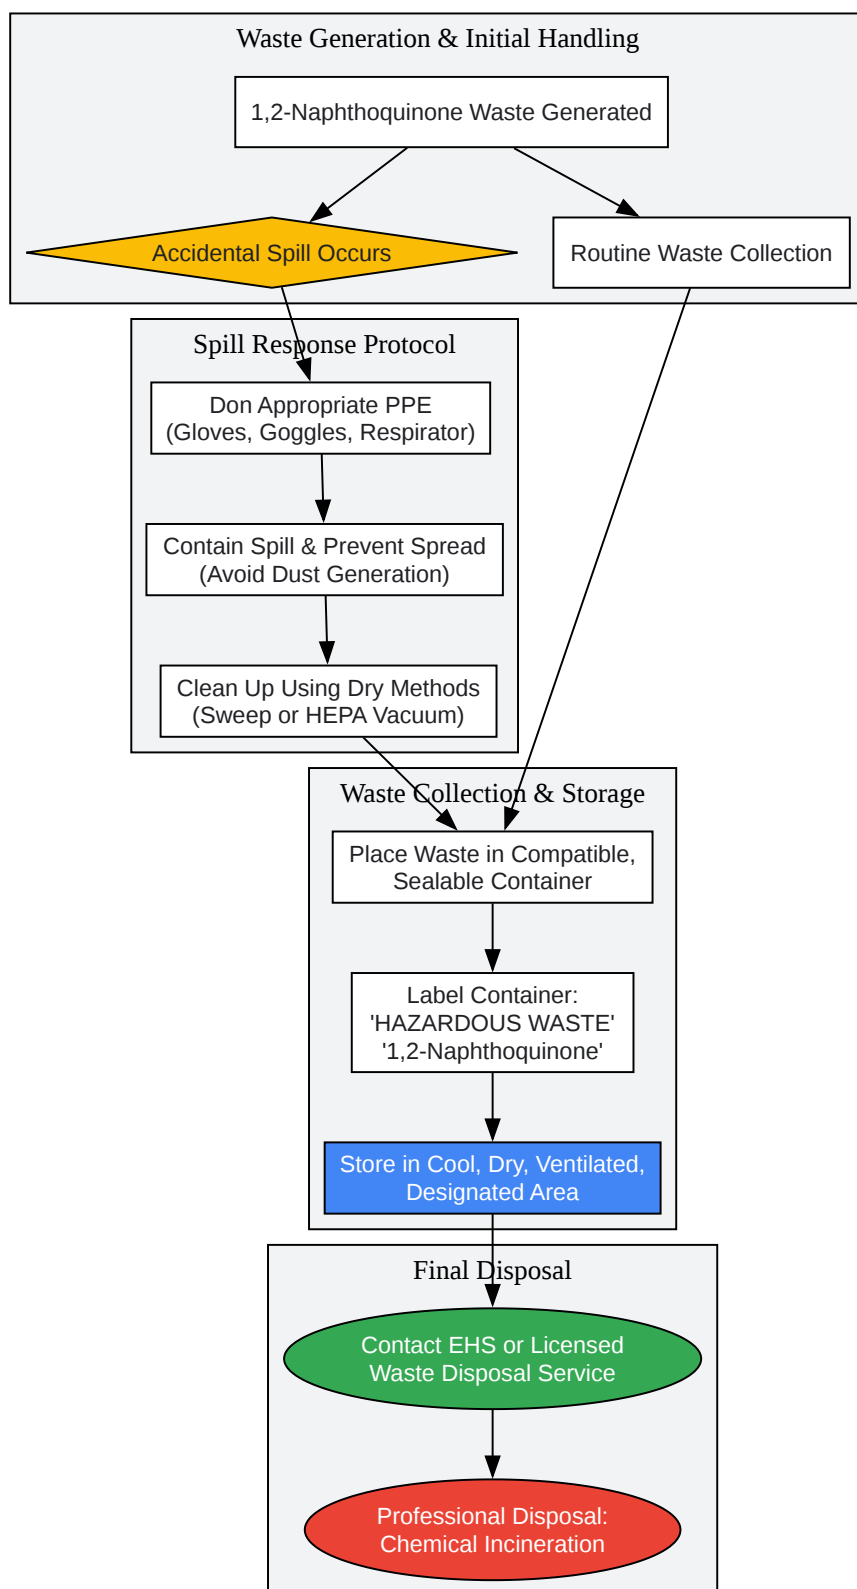 Waste Generation & Initial Handling
1,2-Naphthoquinone Waste Generated
Accidental Spill Occurs
Routine Waste Collection
Spill Response Protocol
Don Appropriate PPE
(Gloves, Goggles, Respirator)
Contain Spill & Prevent Spread
(Avoid Dust Generation)
Clean Up Using Dry Methods
(Sweep or HEPA Vacuum)
Waste Collection & Storage
Place Waste in Compatible,
Sealable Container
Label Container:
'HAZARDOUS WASTE'
'1,2-Naphthoquinone'
Store in Cool, Dry, Ventilated,
Designated Area
Final Disposal
Contact EHS or Licensed
Waste Disposal Service
Professional Disposal:
Chemical Incineration